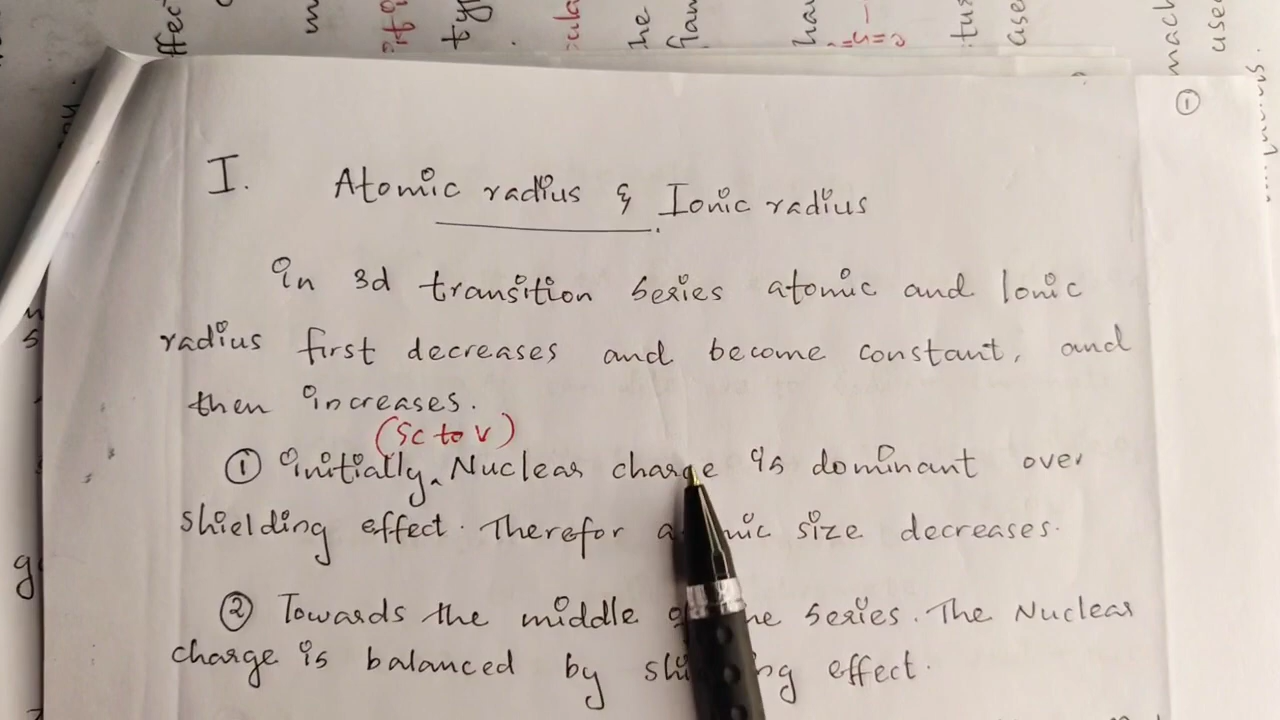 I. Atomic radius & Ionic radius
in 3d transition series atomic and Ionic
radius first decreases and become constant, and
then increases.
(Sc to V)
① initially, Nuclear charge is dominant over
shielding effect. Therefor size decreases.
② Towards the middle series. The Nuclear
charge is balanced by effect.